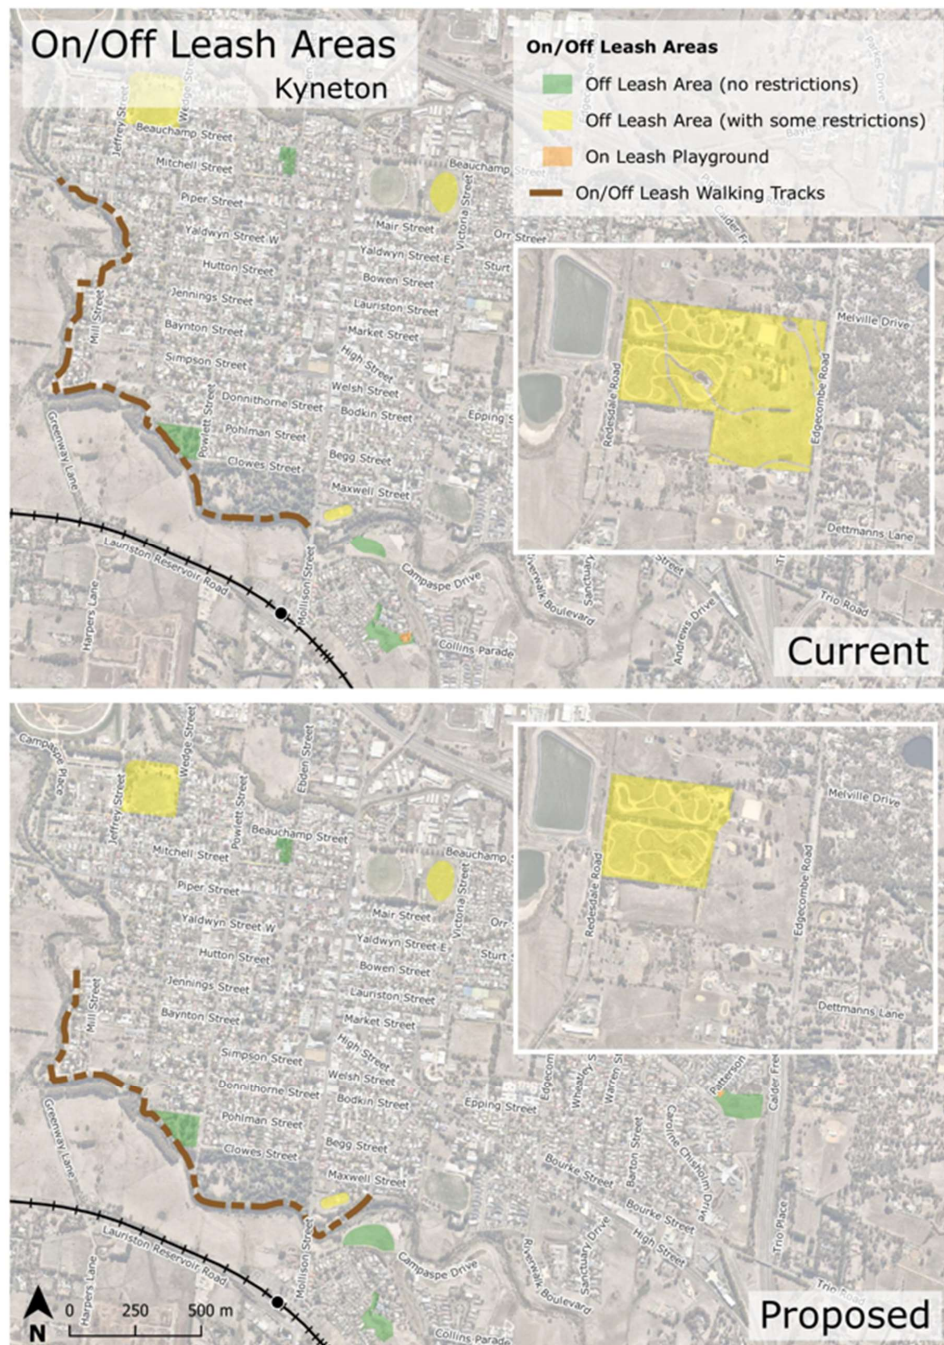 On/Off Leash Areas
Kyneton
On/Off Leash Areas
Off Leash Area (no restrictions)
Off Leash Area (with some restrictions)
On Leash Playground
On/Off Leash Walking Tracks
Jeffrey Street
Wedge
Beauchamp Street
Mitchell Street
Piper Street
Yaldwyn Street W
Hutton Street
Jennings Street
Mill Street
Baynton Street
Simpson Street
Donnithorne Street
Powlett Street
Pohlman Street
Clowes Street
Greenway Lane
Lauriston Reservoir Road
Harpers Lane
Mollison Street
Beauchamp Street
Victoria Street
Mair Street
Orr Street
Yaldwyn Street E
Sturt
Bowen Street
Lauriston Street
Market Street
High Street
Welsh Street
Bodkin Street
Epping S
Begg Street
Maxwell Street
Campaspe Drive
Collins Parade
Riverwalk Boulevard
Sanctuary
Street
Andrews Drive
Trio Road
Melville Drive
Redesdale Road
Edgecombe Road
Dettmanns Lane
Current
Campaspe Place
Jeffrey Street
Wedge Street
Powlett Street
Ebden Street
Beauchamp Street
Mitchell Street
Piper Street
Yaldwyn Street W
Hutton Street
Jennings Street
Mill Street
Baynton Street
Simpson Street
Donnithorne Street
Pohlman Street
Clowes Street
Greenway Lane
Lauriston Reservoir Road
Harpers Lane
Mollison Street
Beauchamp
Victoria Street
Mair Street
Orr
Yaldwyn Street E
Sturt
Bowen Street
Lauriston Street
Market Street
High Street
Welsh Street
Bodkin Street
Epping Street
Begg Street
Maxwell Street
Campaspe Drive
Collins Parade
Riverwalk Boulevard
Sanctuary Drive
Bourke Street
Bourke Street
High Street
Barton Street
Caroline Chisholm Drive
Edgecom
Wheatley S
Warren St
Patterson
Calder Free
Trio Place
Melville Drive
Redesdale Road
Edgecombe Road
Dettmanns Lane
0 250 500 m
N
Proposed